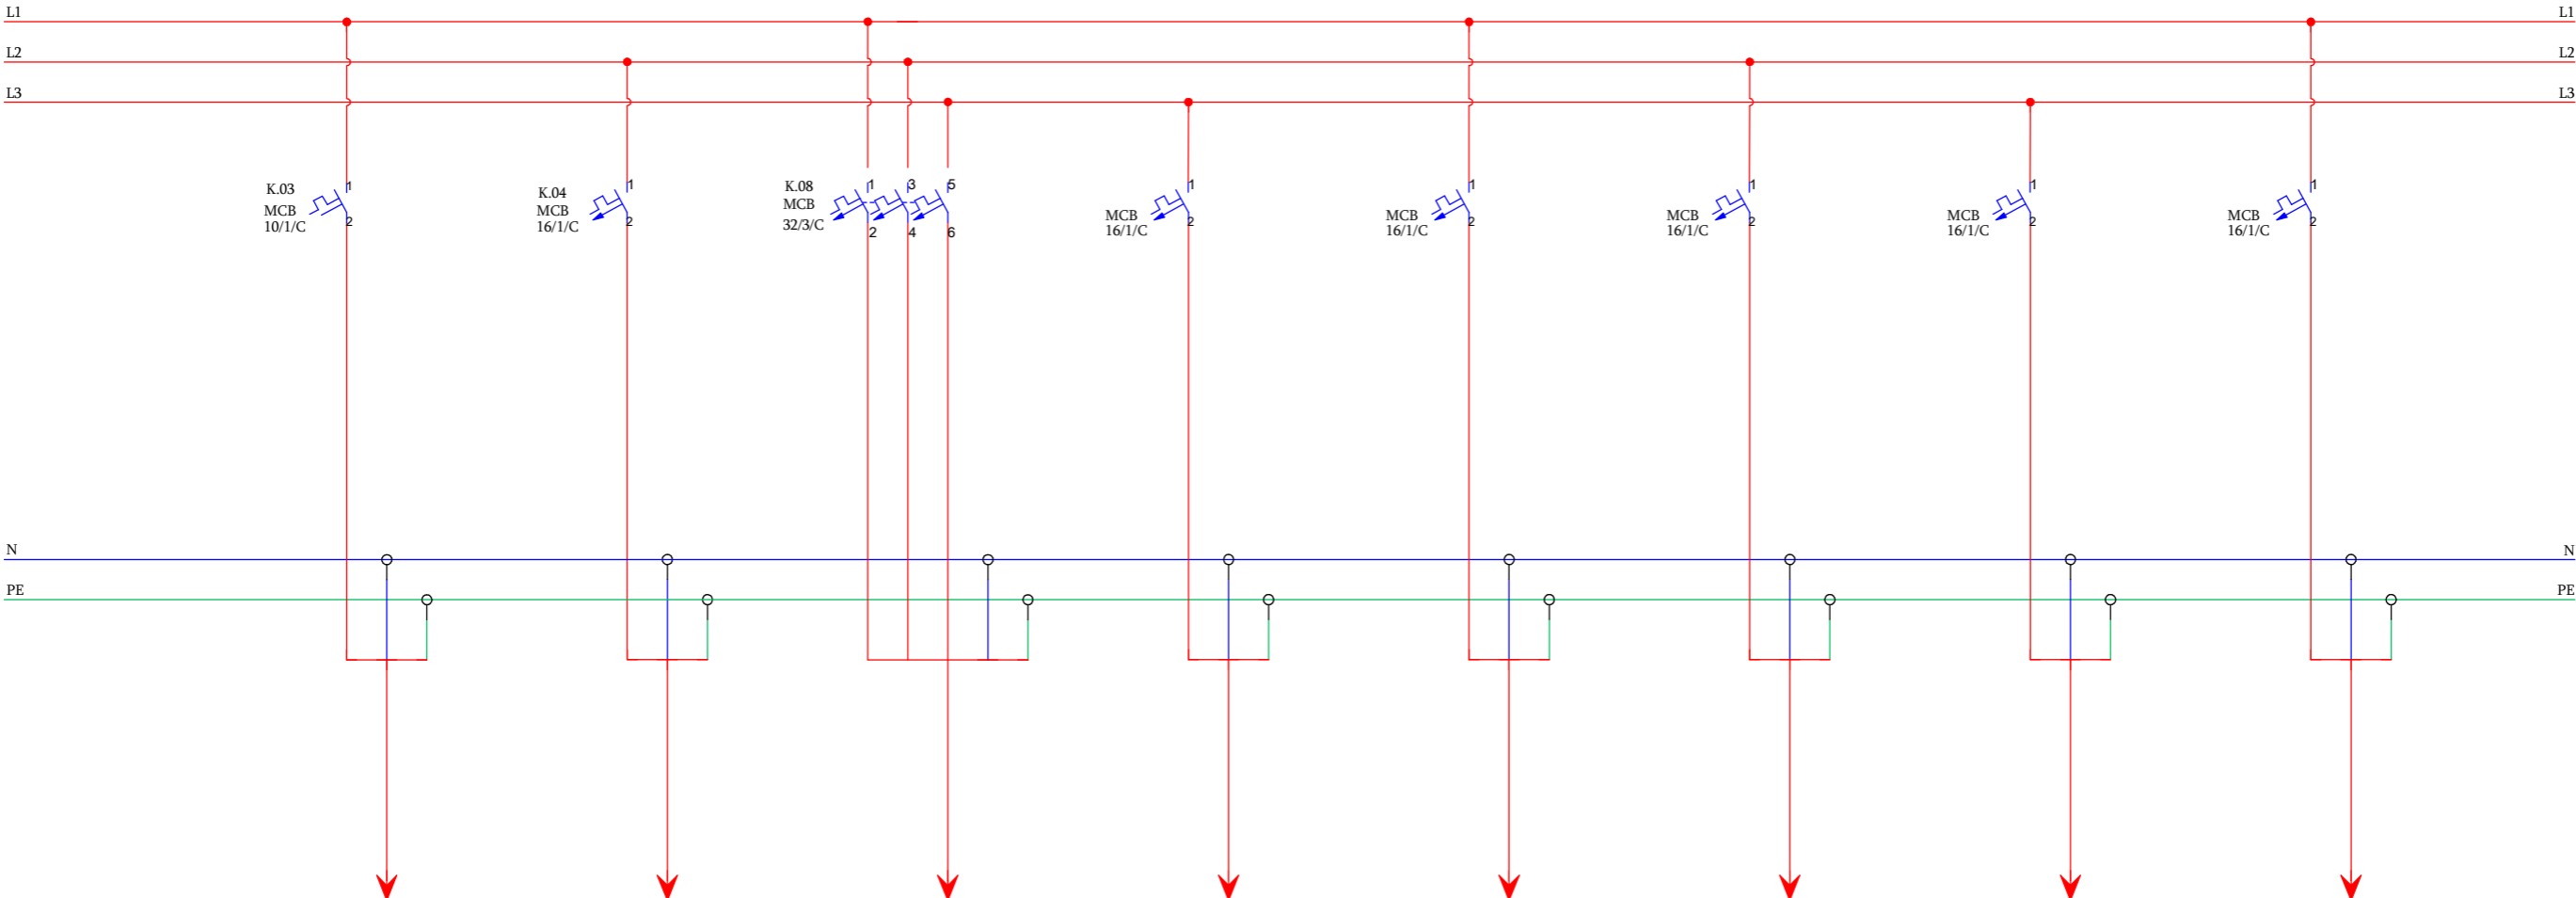 L1 L1
L2 L2
L3 L3
K.03
MCB
10/1/C
1
2
K.04
MCB
16/1/C
1
2
K.08
MCB
32/3/C
1 3 5
2 4 6
MCB
16/1/C
1
2
MCB
16/1/C
1
2
MCB
16/1/C
1
2
MCB
16/1/C
1
2
MCB
16/1/C
1
2
N N
PE PE